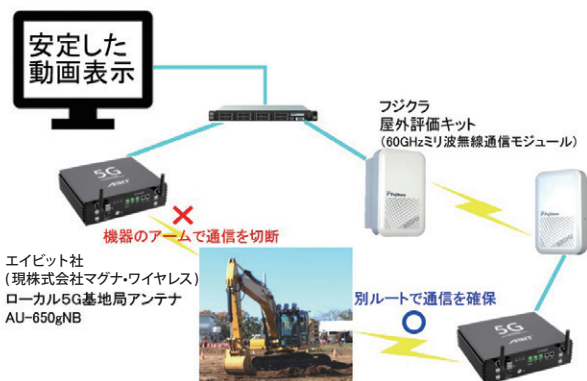 安定した
動画表示
フジクラ
屋外評価キット
(60GHzミリ波無線通信モジュール)
5G
機器のアームで通信を切断
エイビット社
(現株式会社マグナ・ワイヤレス)
ローカル5G基地局アンテナ
AU-650gNB
別ルートで通信を確保
5G